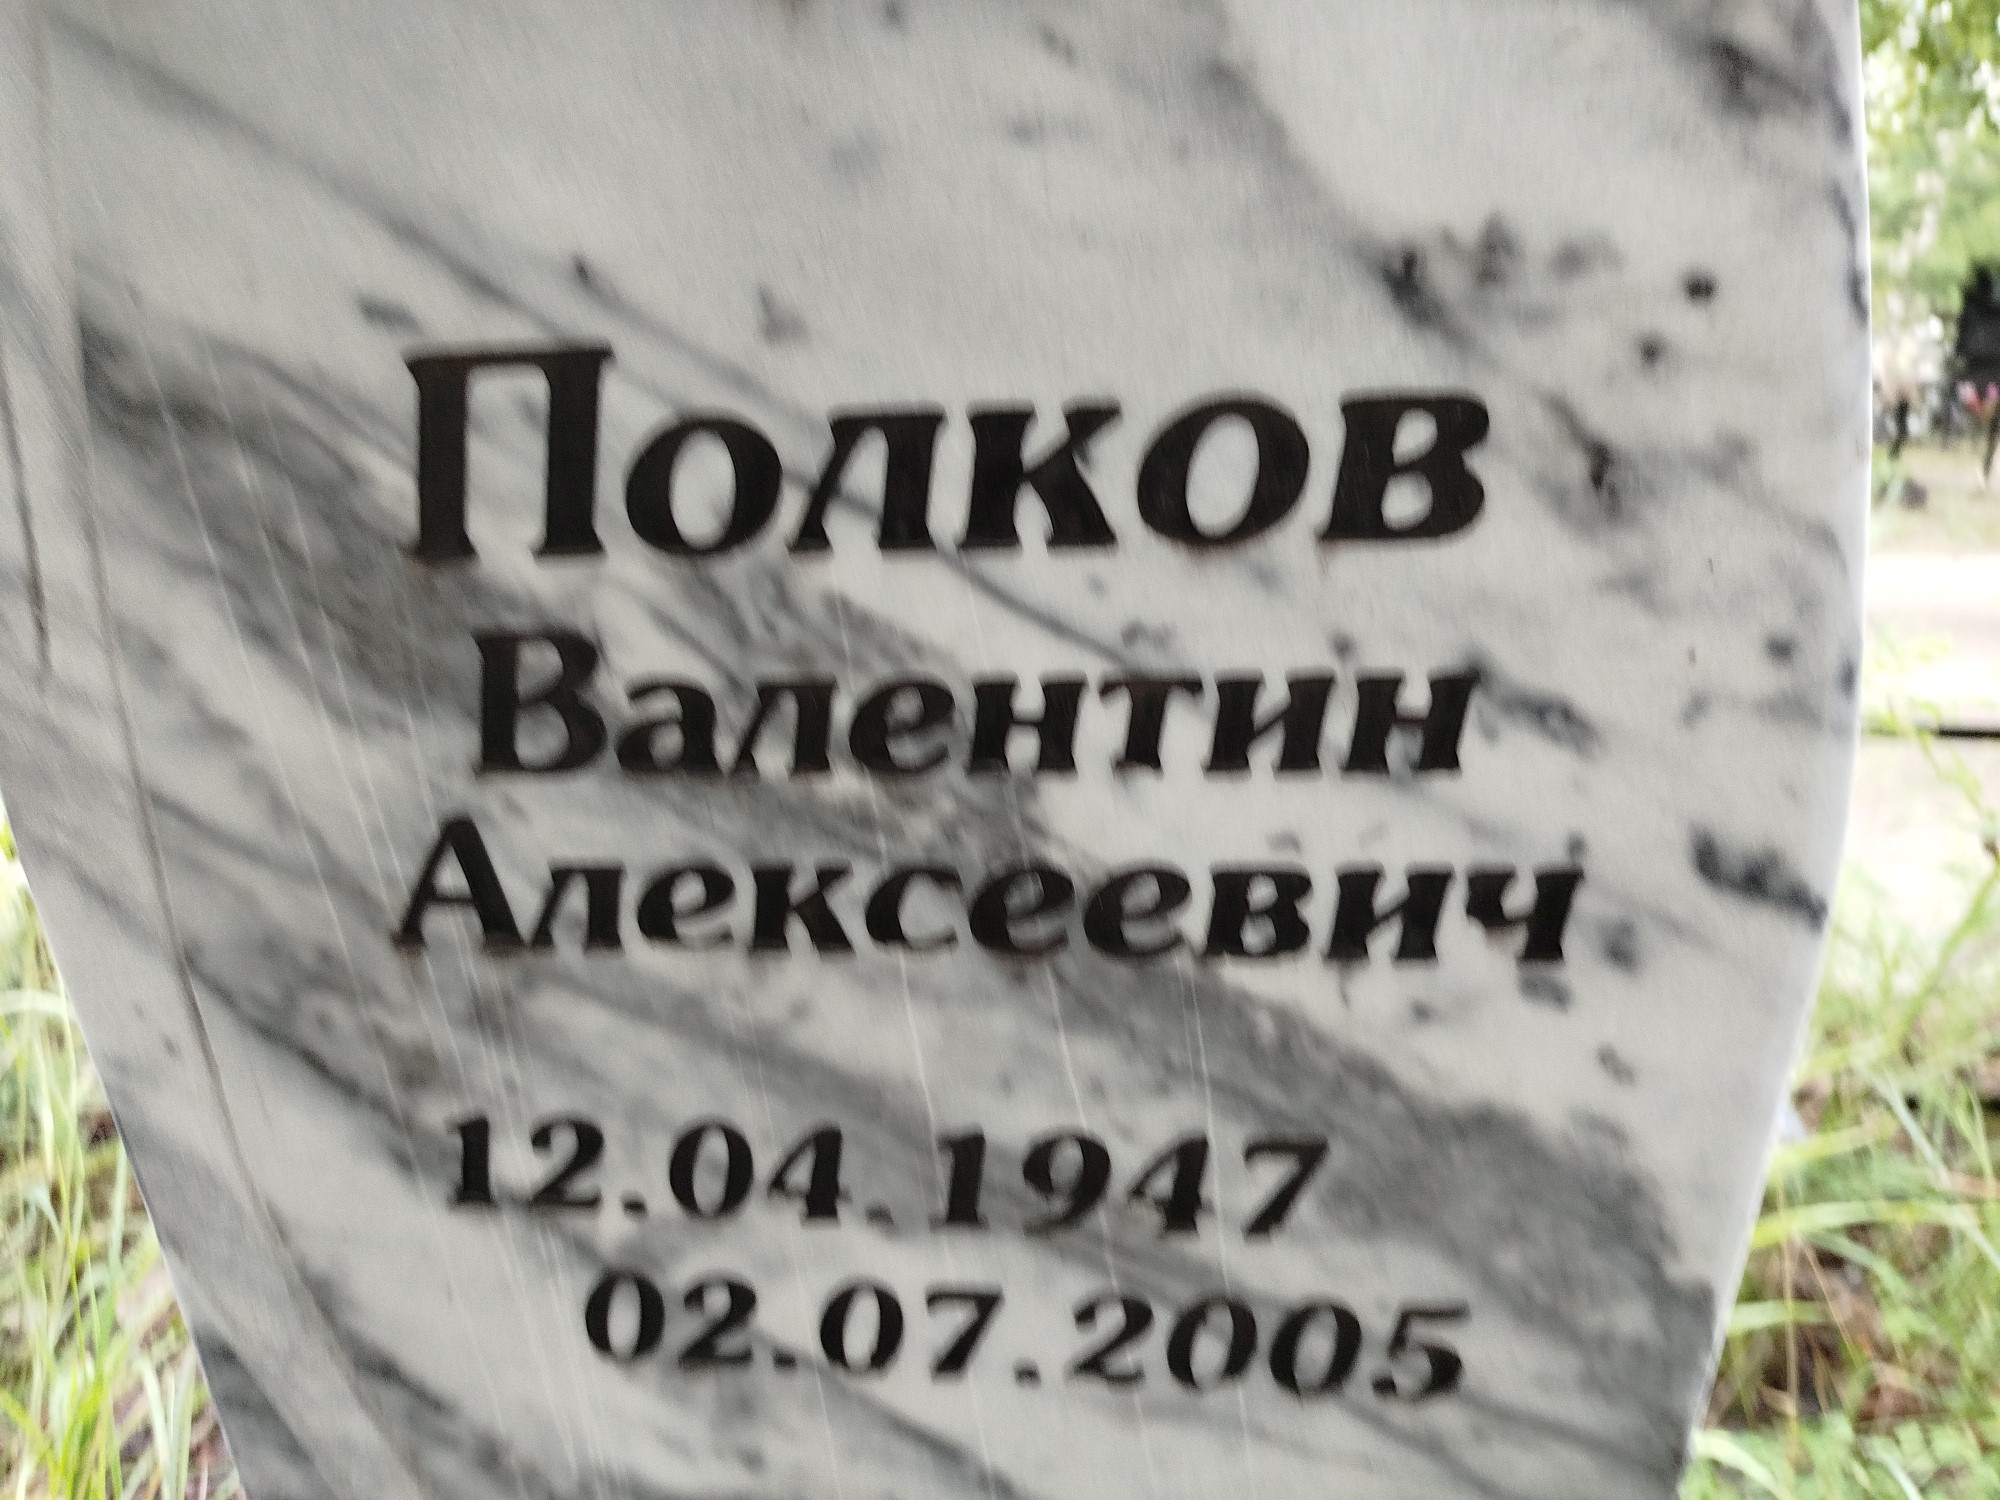 Полков
Валентин
Алексеевич
12.04.1947
02.07.2005